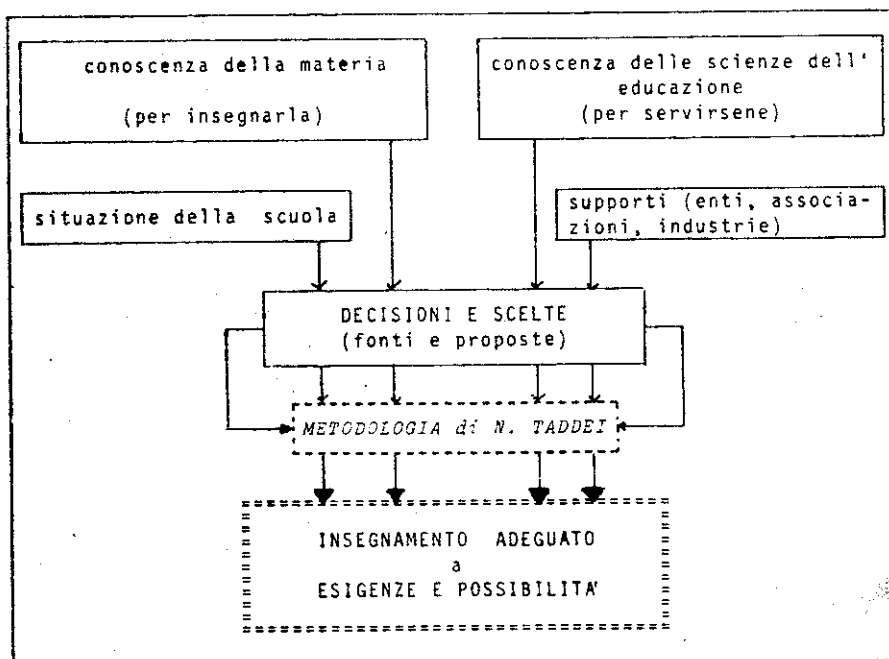 conoscenza della materia
(per insegnarla)
conoscenza delle scienze dell'
educazione
(per servirsene)
situazione della scuola
supporti (enti, associa-
zioni, industrie)
DECISIONI E SCELTE
(fonti e proposte)
METODOLOGIA di N. TADDEI
INSEGNAMENTO ADEGUATO
a
ESIGENZE E POSSIBILITA'